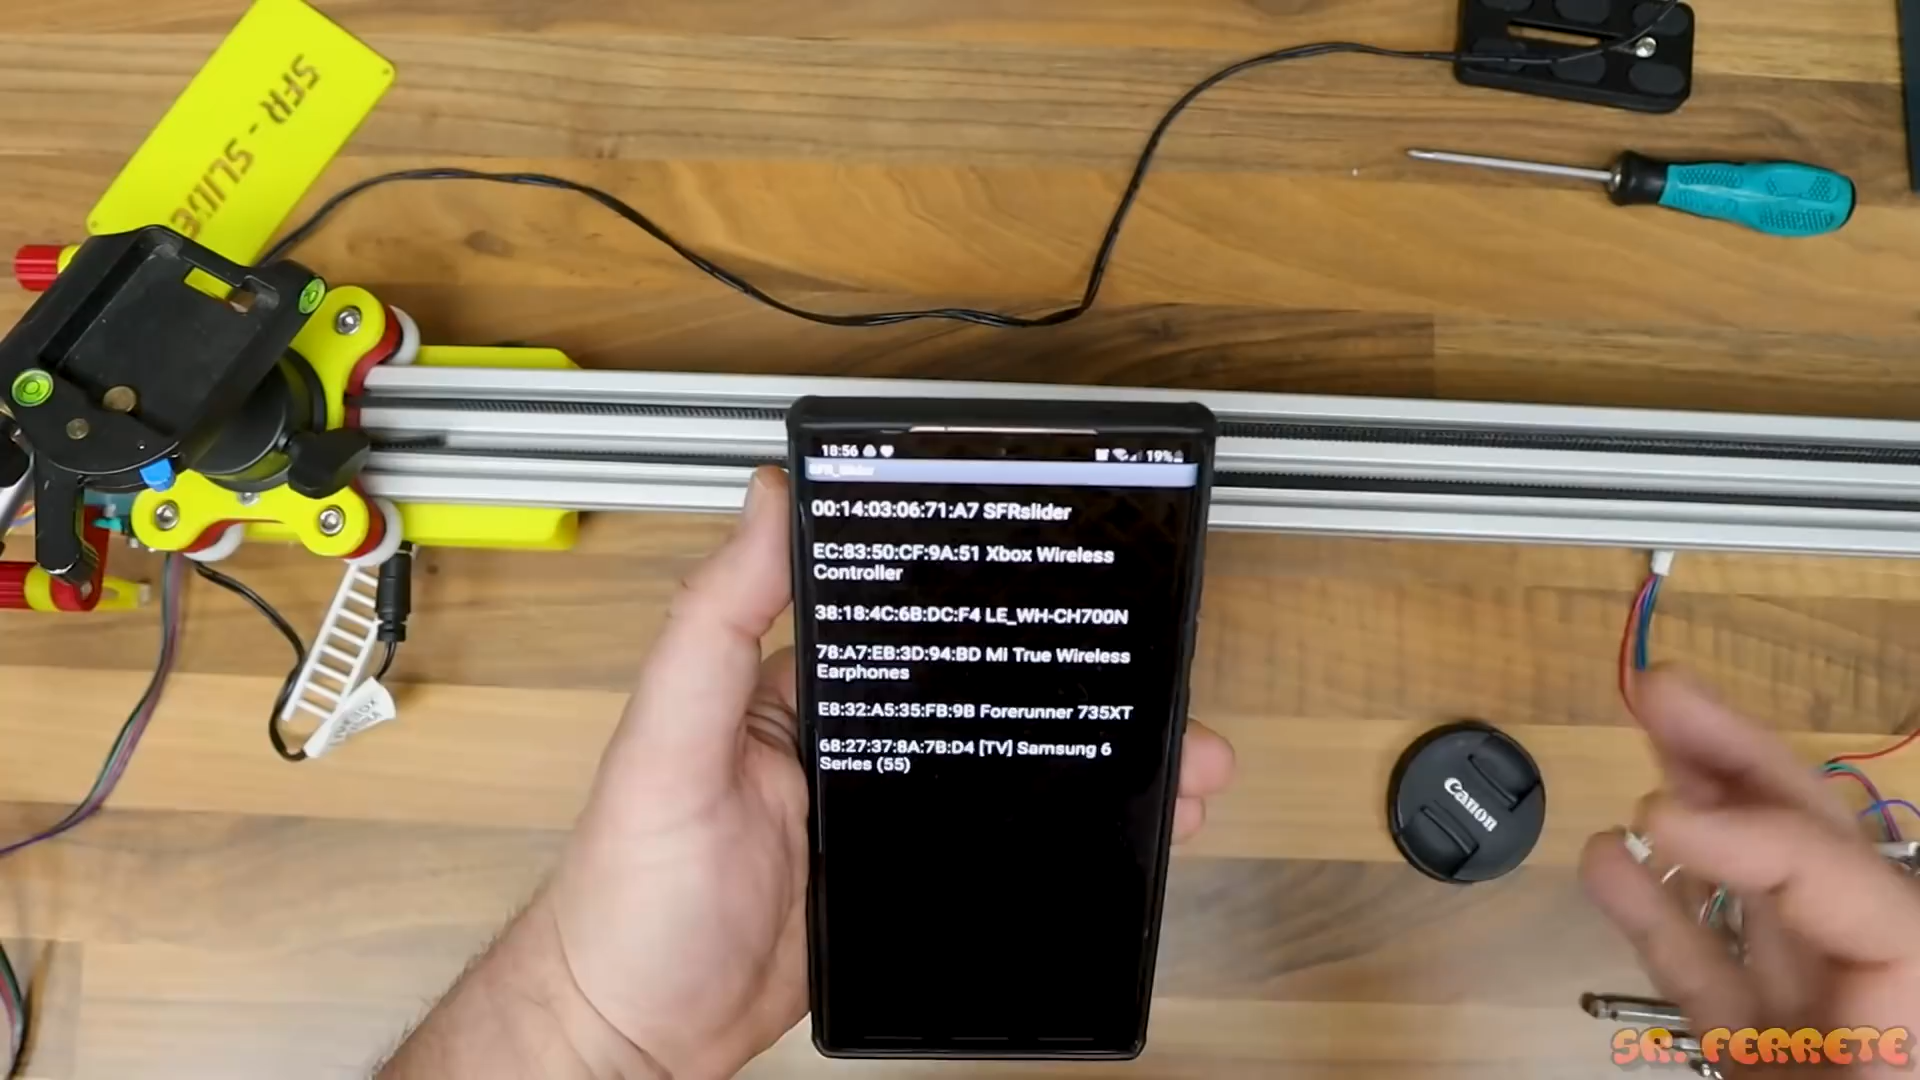 SFR - SLIDE
18:56
19%
SFR_Slider
00:14:03:06:71:A7 SFRslider
EC:83:50:CF:9A:51 Xbox Wireless
Controller
38:18:4C:6B:DC:F4 LE_WH-CH700N
78:A7:EB:3D:94:BD Mi True Wireless
Earphones
E8:32:A5:35:FB:9B Forerunner 735XT
68:27:37:8A:7B:D4 [TV] Samsung 6
Series (55)
Canon
SR. FERRETE